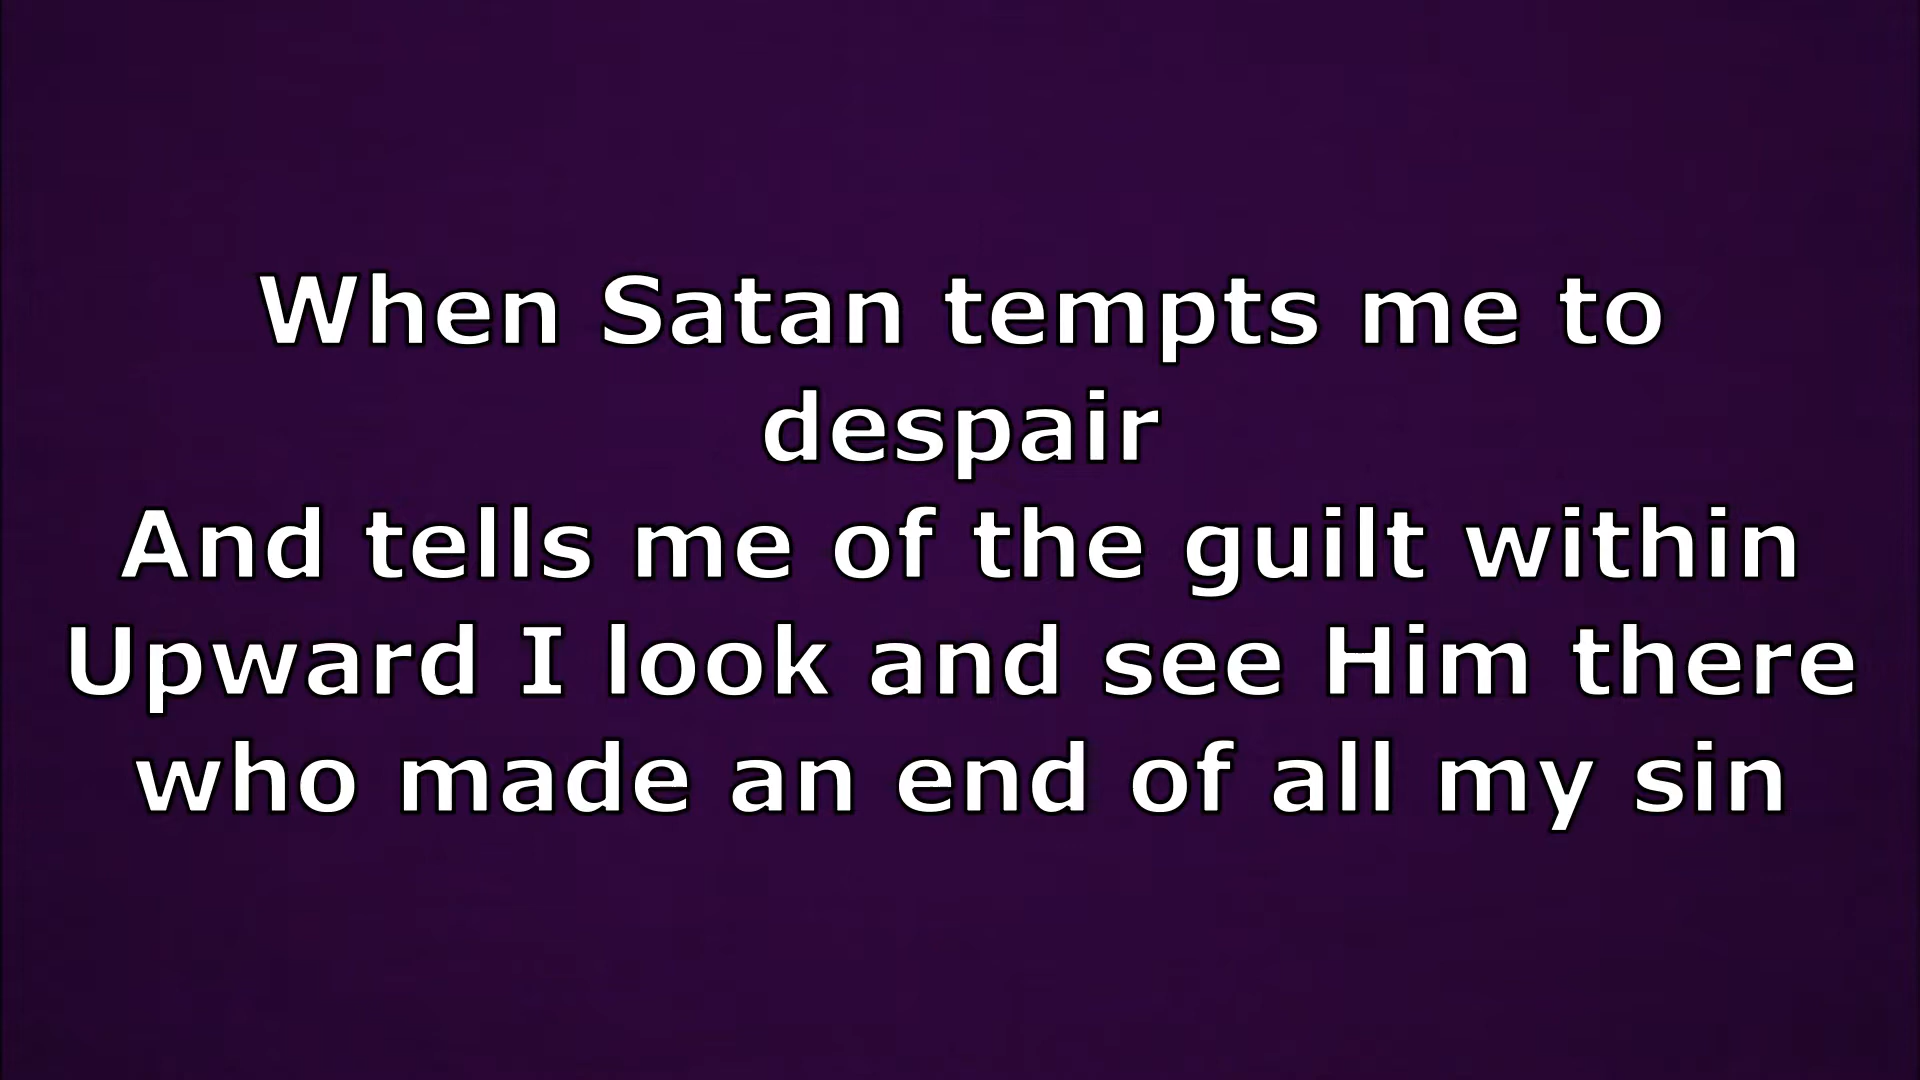 When Satan tempts me to
despair
And tells me of the guilt within
Upward I look and see Him there
who made an end of all my sin